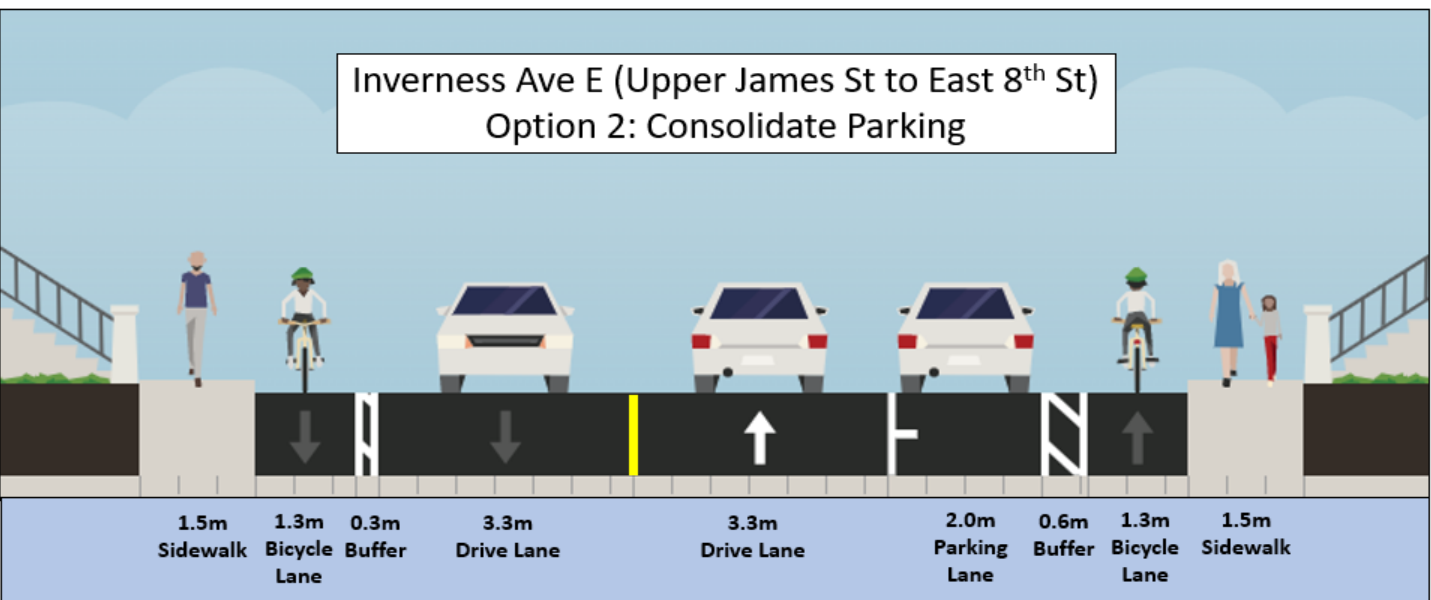 Inverness Ave E (Upper James St to East 8th St)
Option 2: Consolidate Parking
1.5m
Sidewalk
1.3m
Bicycle
Lane
0.3m
Buffer
3.3m
Drive Lane
3.3m
Drive Lane
2.0m
Parking
Lane
0.6m
Buffer
1.3m
Bicycle
Lane
1.5m
Sidewalk